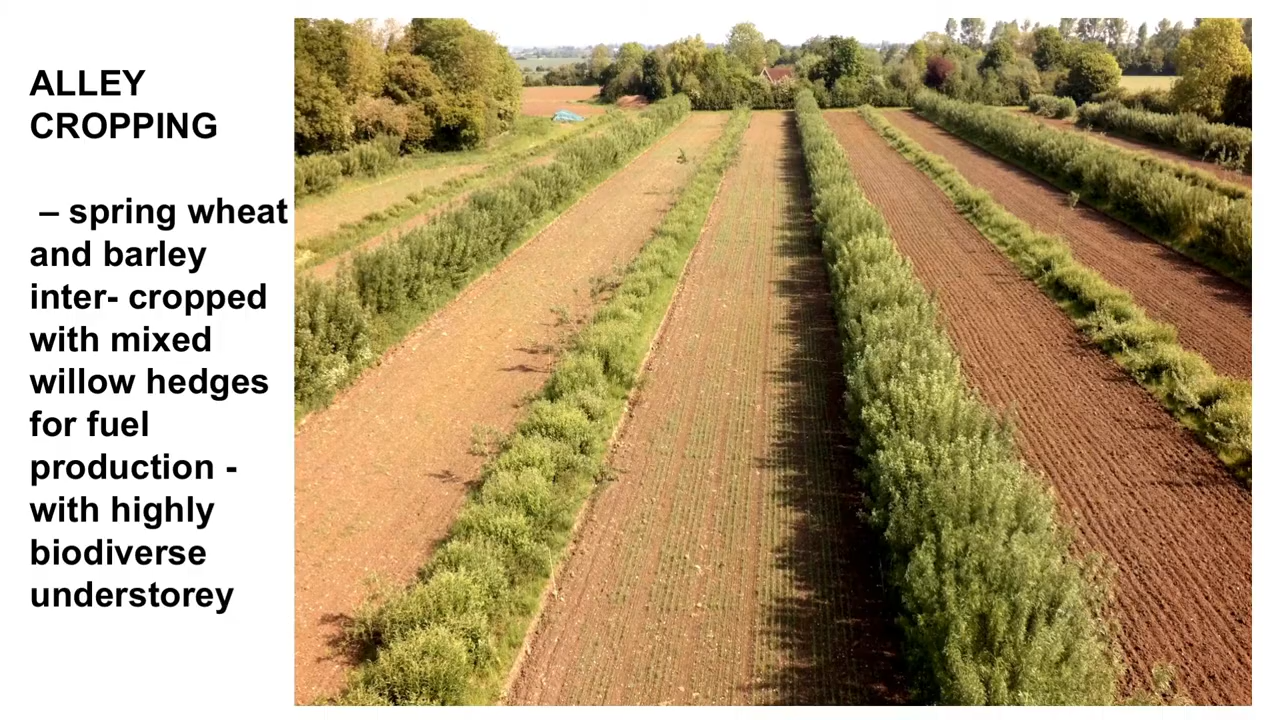 ALLEY
CROPPING
– spring wheat
and barley
inter- cropped
with mixed
willow hedges
for fuel
production -
with highly
biodiverse
understorey